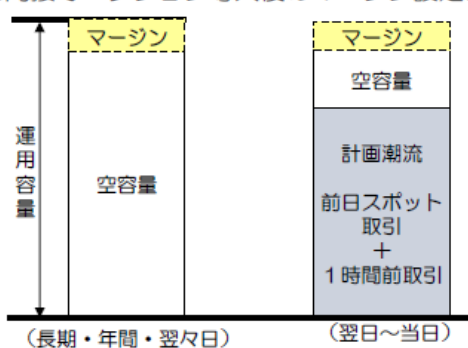 マージン
空容量
運用容量
（長期・年間・翌々日）
マージン
空容量
計画潮流
前日スポット
取引
＋
１時間前取引
（翌日～当日）